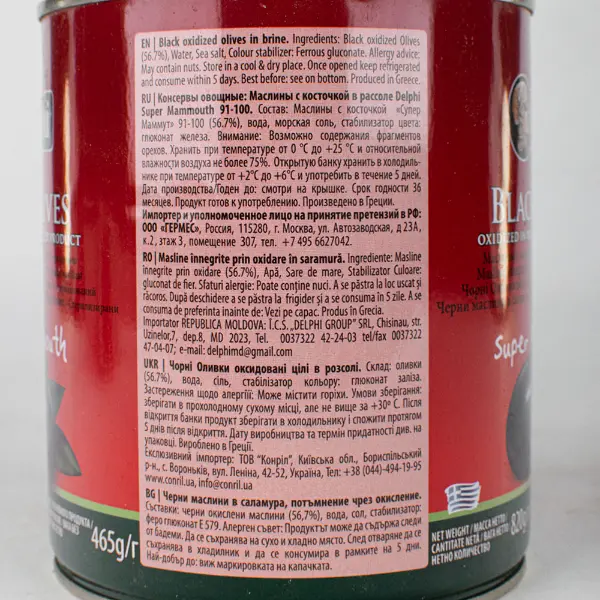 EN | Black oxidized olives in brine. Ingredients: Black oxidized Olives
(56.7%), Water, Sea salt, Colour stabilizer: Ferrous gluconate. Allergy advice:
May contain nuts. Store in a cool & dry place. Once opened keep refrigerated
and consume within 5 days. Best before: see on bottom. Produced in Greece.
RU | Консервы овощные: Маслины с косточкой в рассоле Delphi
Super Mammouth 91-100. Состав: Маслины с косточкой «Супер
Маммут» 91-100 (56.7%), вода, морская соль, стабилизатор цвета:
глюконат железа. Внимание: Возможно содержания фрагментов
орехов. Хранить при температуре от 0 °C до +25 °C и относительной
влажности воздуха не более 75%. Открытую банку хранить в холодиль-
нике при температуре от +2°C до +6°C и употребить в течение 5 дней.
Дата производства/Годен до: смотри на крышке. Срок годности 36
месяцев. Продукт готов к употреблению. Произведено в Греции.
Импортер и уполномоченное лицо на принятие претензий в РФ:
ООО «ГЕРМЕС», Россия, 115280, г. Москва, ул. Автозаводская, д 23А,
к.2, этаж 3, помещение 307, тел. +7 495 6627042.
RO | Masline înnegrite prin oxidare în saramură. Ingrediente: Masline
înnegrite prin oxidare (56.7%), Apă, Sare de mare, Stabilizator Culoare:
gluconat de fier. Sfaturi alergie: Poate conține nuci. A se păstra la loc uscat și
răcoros. După deschidere a se păstra la frigider și a se consuma în 5 zile. A se
consuma de preferinta inainte de: Vezi pe capac. Produs în Grecia.
Importator REPUBLICA MOLDOVA: Î.C.S. „DELPHI GROUP" SRL, Chisinau, str.
Uzinelor,7, dep.8, MD 2023, Tel: 0037322 42-24-03 tel/fax 0037322
47-04-07; e-mail: delphimd@gmail.com
UKR | Чорні Оливки оксидовані цілі в розсолі. Склад: оливки
(56.7%), вода, сіль, стабілізатор кольору: глюконат заліза.
Застереження щодо алергії: Може містити горіхи. Умови зберігання:
зберігати в прохолодному сухому місці, але не вище за +30° C. Після
відкриття банки продукт зберігати в холодильнику і спожити протягом
5 днів після відкриття. Дату виробництва та термін придатності див. на
упаковці. Вироблено в Греції.
Ексклюзивний імпортер: ТОВ "Конріл", Київська обл., Бориспільський
р-н., с. Вороньків, вул. Леніна, 42-52, Україна, Тел. +38 (044)-494-19-95
www.conril.ua, info@conril.ua
BG | Черни маслини в саламура, потъмнение чрез окисление.
Съставки: черни окислени маслини (56,7%), вода, сол, стабилизатор:
феро глюконат Е 579. Алерген съвет: Продуктът може да съдържа следи
от бадеми. Да се съхранява на сухо и хладно място. След отваряне да се
съхранява в хладилник и да се консумира в рамките на 5 дни.
Най-добър до: виж маркировката на капачката.
465g/г
BLAC
OXIDIZED IN
Super
NET WEIGHT / МАССА НЕТТО /
CANTITATE NETĂ / ВАГА НЕТТО /
НЕТНО КОЛИЧЕСТВО
820g